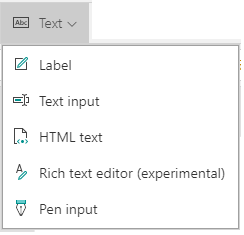 Abc Text
Label
Text input
HTML text
Rich text editor (experimental)
Pen input